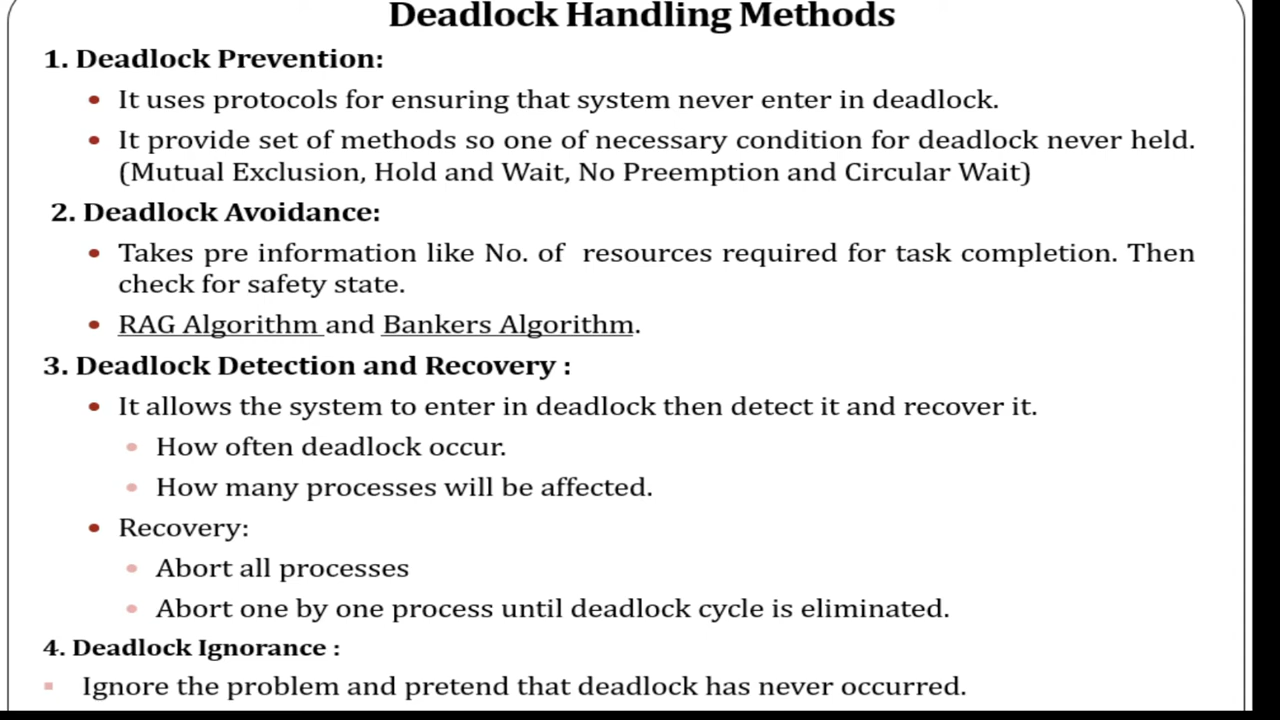 Deadlock Handling Methods
1. Deadlock Prevention:
• It uses protocols for ensuring that system never enter in deadlock.
• It provide set of methods so one of necessary condition for deadlock never held.
(Mutual Exclusion, Hold and Wait, No Preemption and Circular Wait)
2. Deadlock Avoidance:
• Takes pre information like No. of resources required for task completion. Then
check for safety state.
• RAG Algorithm and Bankers Algorithm.
3. Deadlock Detection and Recovery :
• It allows the system to enter in deadlock then detect it and recover it.
• How often deadlock occur.
• How many processes will be affected.
• Recovery:
• Abort all processes
• Abort one by one process until deadlock cycle is eliminated.
4. Deadlock Ignorance :
▪ Ignore the problem and pretend that deadlock has never occurred.